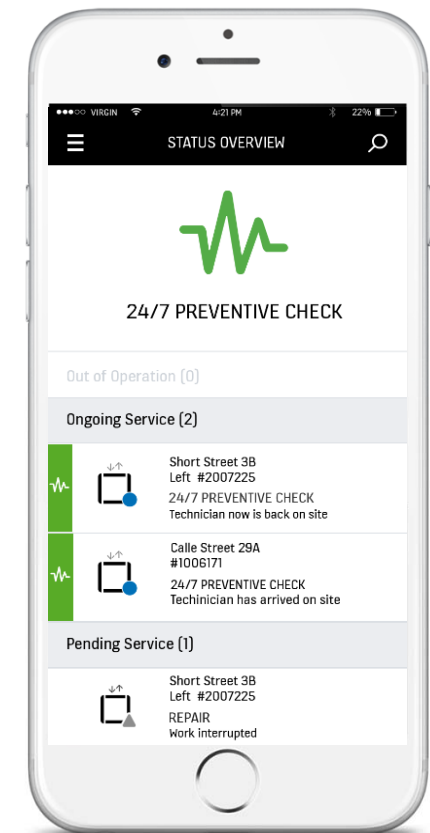 VIRGIN 4:21 PM 22%
STATUS OVERVIEW
24/7 PREVENTIVE CHECK
Out of Operation (0)
Ongoing Service (2)
Short Street 3B
Left #2007225
24/7 PREVENTIVE CHECK
Technician now is back on site
Calle Street 29A
#1006171
24/7 PREVENTIVE CHECK
Techinician has arrived on site
Pending Service (1)
Short Street 3B
Left #2007225
REPAIR
Work interrupted